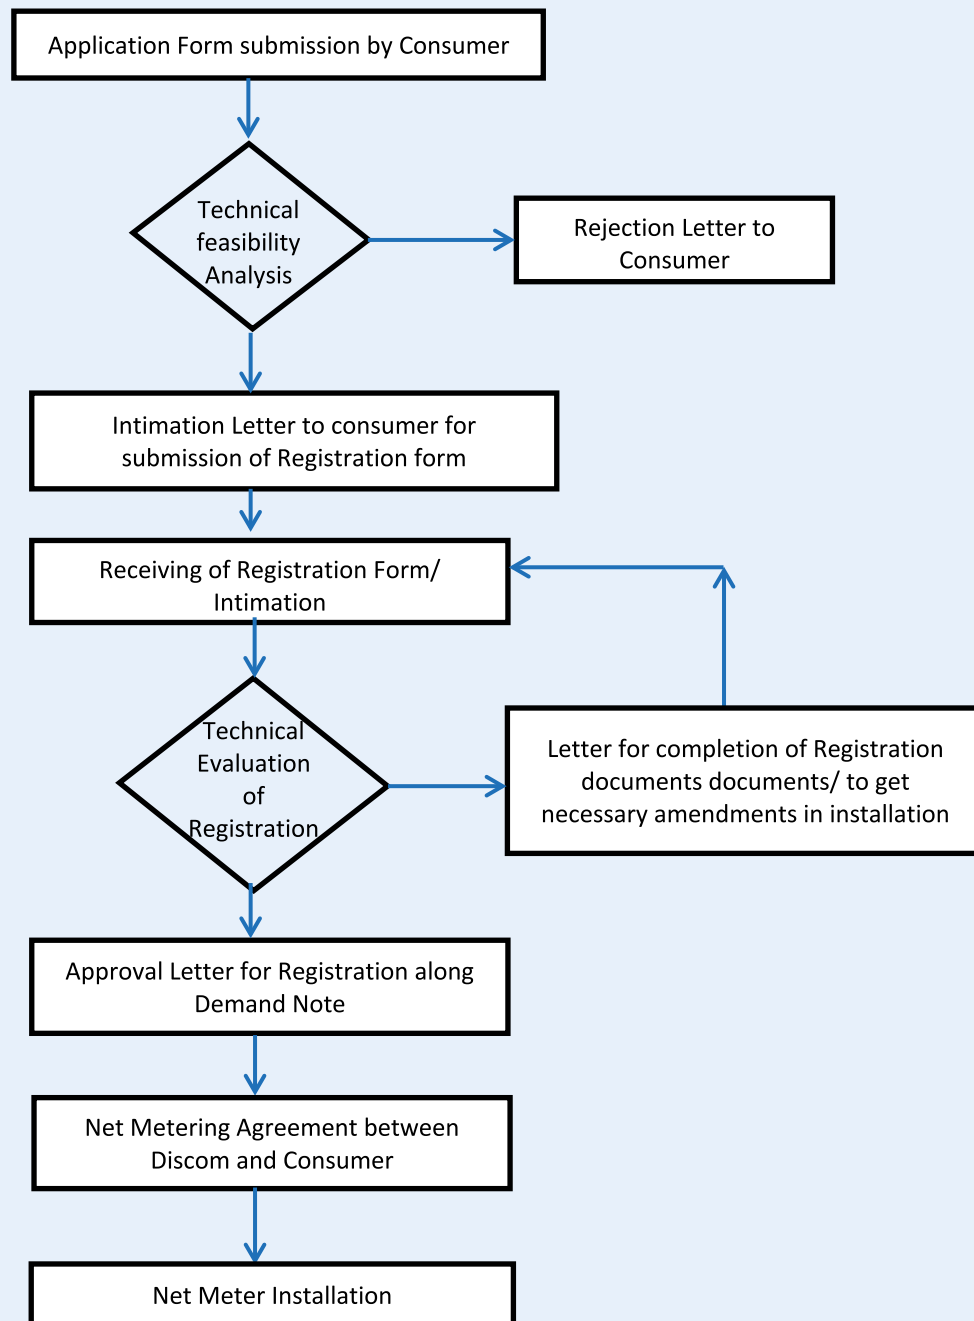 Application Form submission by Consumer
Technical
feasibility
Analysis
Rejection Letter to
Consumer
Intimation Letter to consumer for
submission of Registration form
Receiving of Registration Form/
Intimation
Technical
Evaluation
of
Registration
Letter for completion of Registration
documents documents/ to get
necessary amendments in installation
Approval Letter for Registration along
Demand Note
Net Metering Agreement between
Discom and Consumer
Net Meter Installation